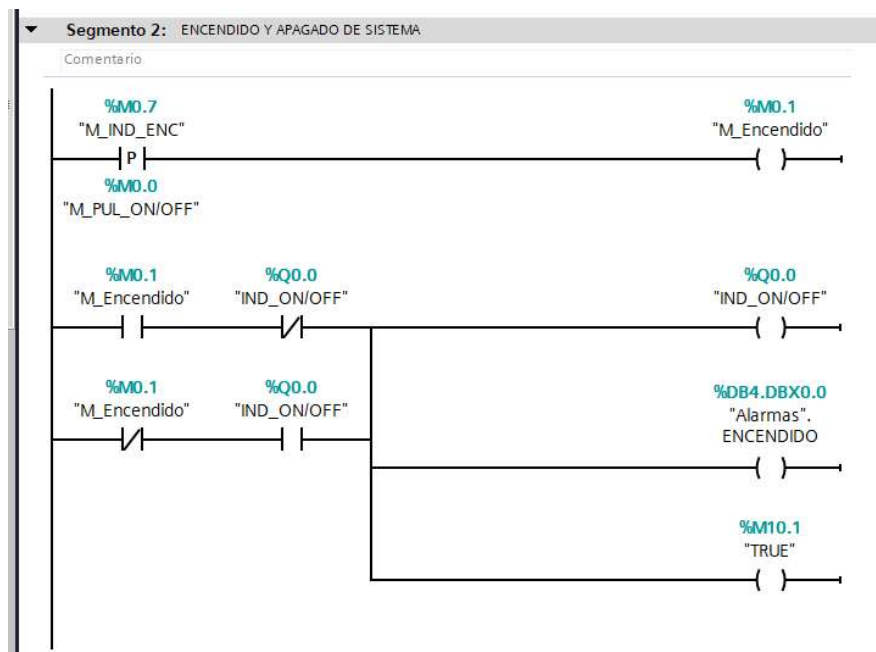 Segmento 2: ENCENDIDO Y APAGADO DE SISTEMA
Comentario
%M0.7
"M_IND_ENC"
P
%M0.0
"M_PUL_ON/OFF"
%M0.1
"M_Encendido"
%M0.1
"M_Encendido"
%Q0.0
"IND_ON/OFF"
%Q0.0
"IND_ON/OFF"
%M0.1
"M_Encendido"
%Q0.0
"IND_ON/OFF"
%DB4.DBX0.0
"Alarmas".
ENCENDIDO
%M10.1
"TRUE"